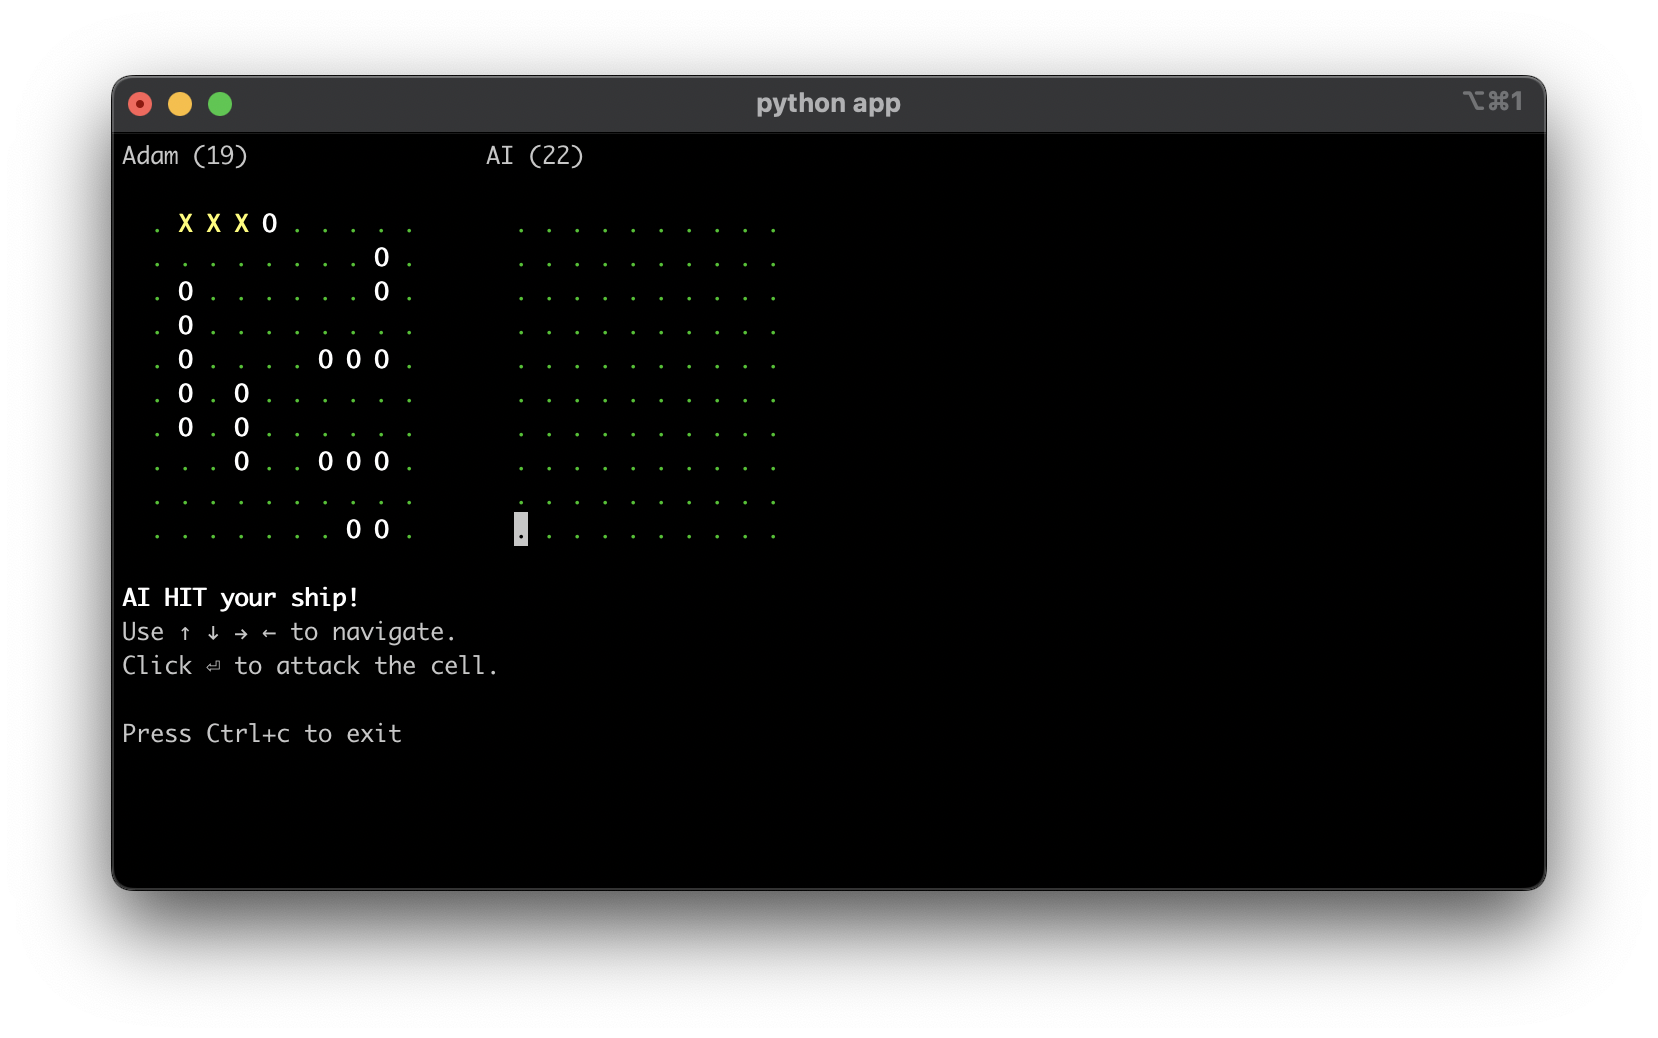 python app
⌥⌘1
Adam (19) AI (22)
. X X X O . . . . . . . . . . . . . . .
. . . . . . . . O . . . . . . . . . . .
. O . . . . . . O . . . . . . . . . . .
. O . . . . . . . . . . . . . . . . . .
. O . . . . O O O . . . . . . . . . . .
. O . O . . . . . . . . . . . . . . . .
. O . O . . . . . . . . . . . . . . . .
. . . O . . O O O . . . . . . . . . . .
. . . . . . . . . . . . . . . . . . . .
. . . . . . . O O . . . . . . . . . . .
AI HIT your ship!
Use ↑ ↓ → ← to navigate.
Click ⏎ to attack the cell.
Press Ctrl+c to exit